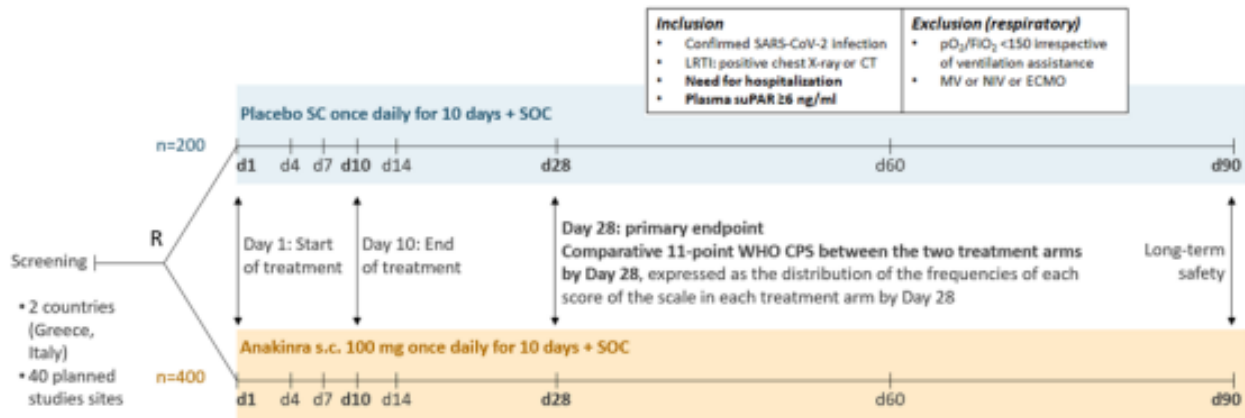 Inclusion
• Confirmed SARS-CoV-2 infection
• LRTI: positive chest X-ray or CT
• Need for hospitalization
• Plasma suPAR ≥6 ng/ml
Exclusion (respiratory)
• pO2/FiO2 <150 irrespective
of ventilation assistance
• MV or NIV or ECMO
Placebo SC once daily for 10 days + SOC
n=200
d1 d4 d7 d10 d14 d28 d60 d90
R
Screening
• 2 countries
(Greece,
Italy)
• 40 planned
studies sites
Day 1: Start
of treatment
Day 10: End
of treatment
Day 28: primary endpoint
Comparative 11-point WHO CPS between the two treatment arms
by Day 28, expressed as the distribution of the frequencies of each
score of the scale in each treatment arm by Day 28
Long-term
safety
Anakinra s.c. 100 mg once daily for 10 days + SOC
n=400
d1 d4 d7 d10 d14 d28 d60 d90